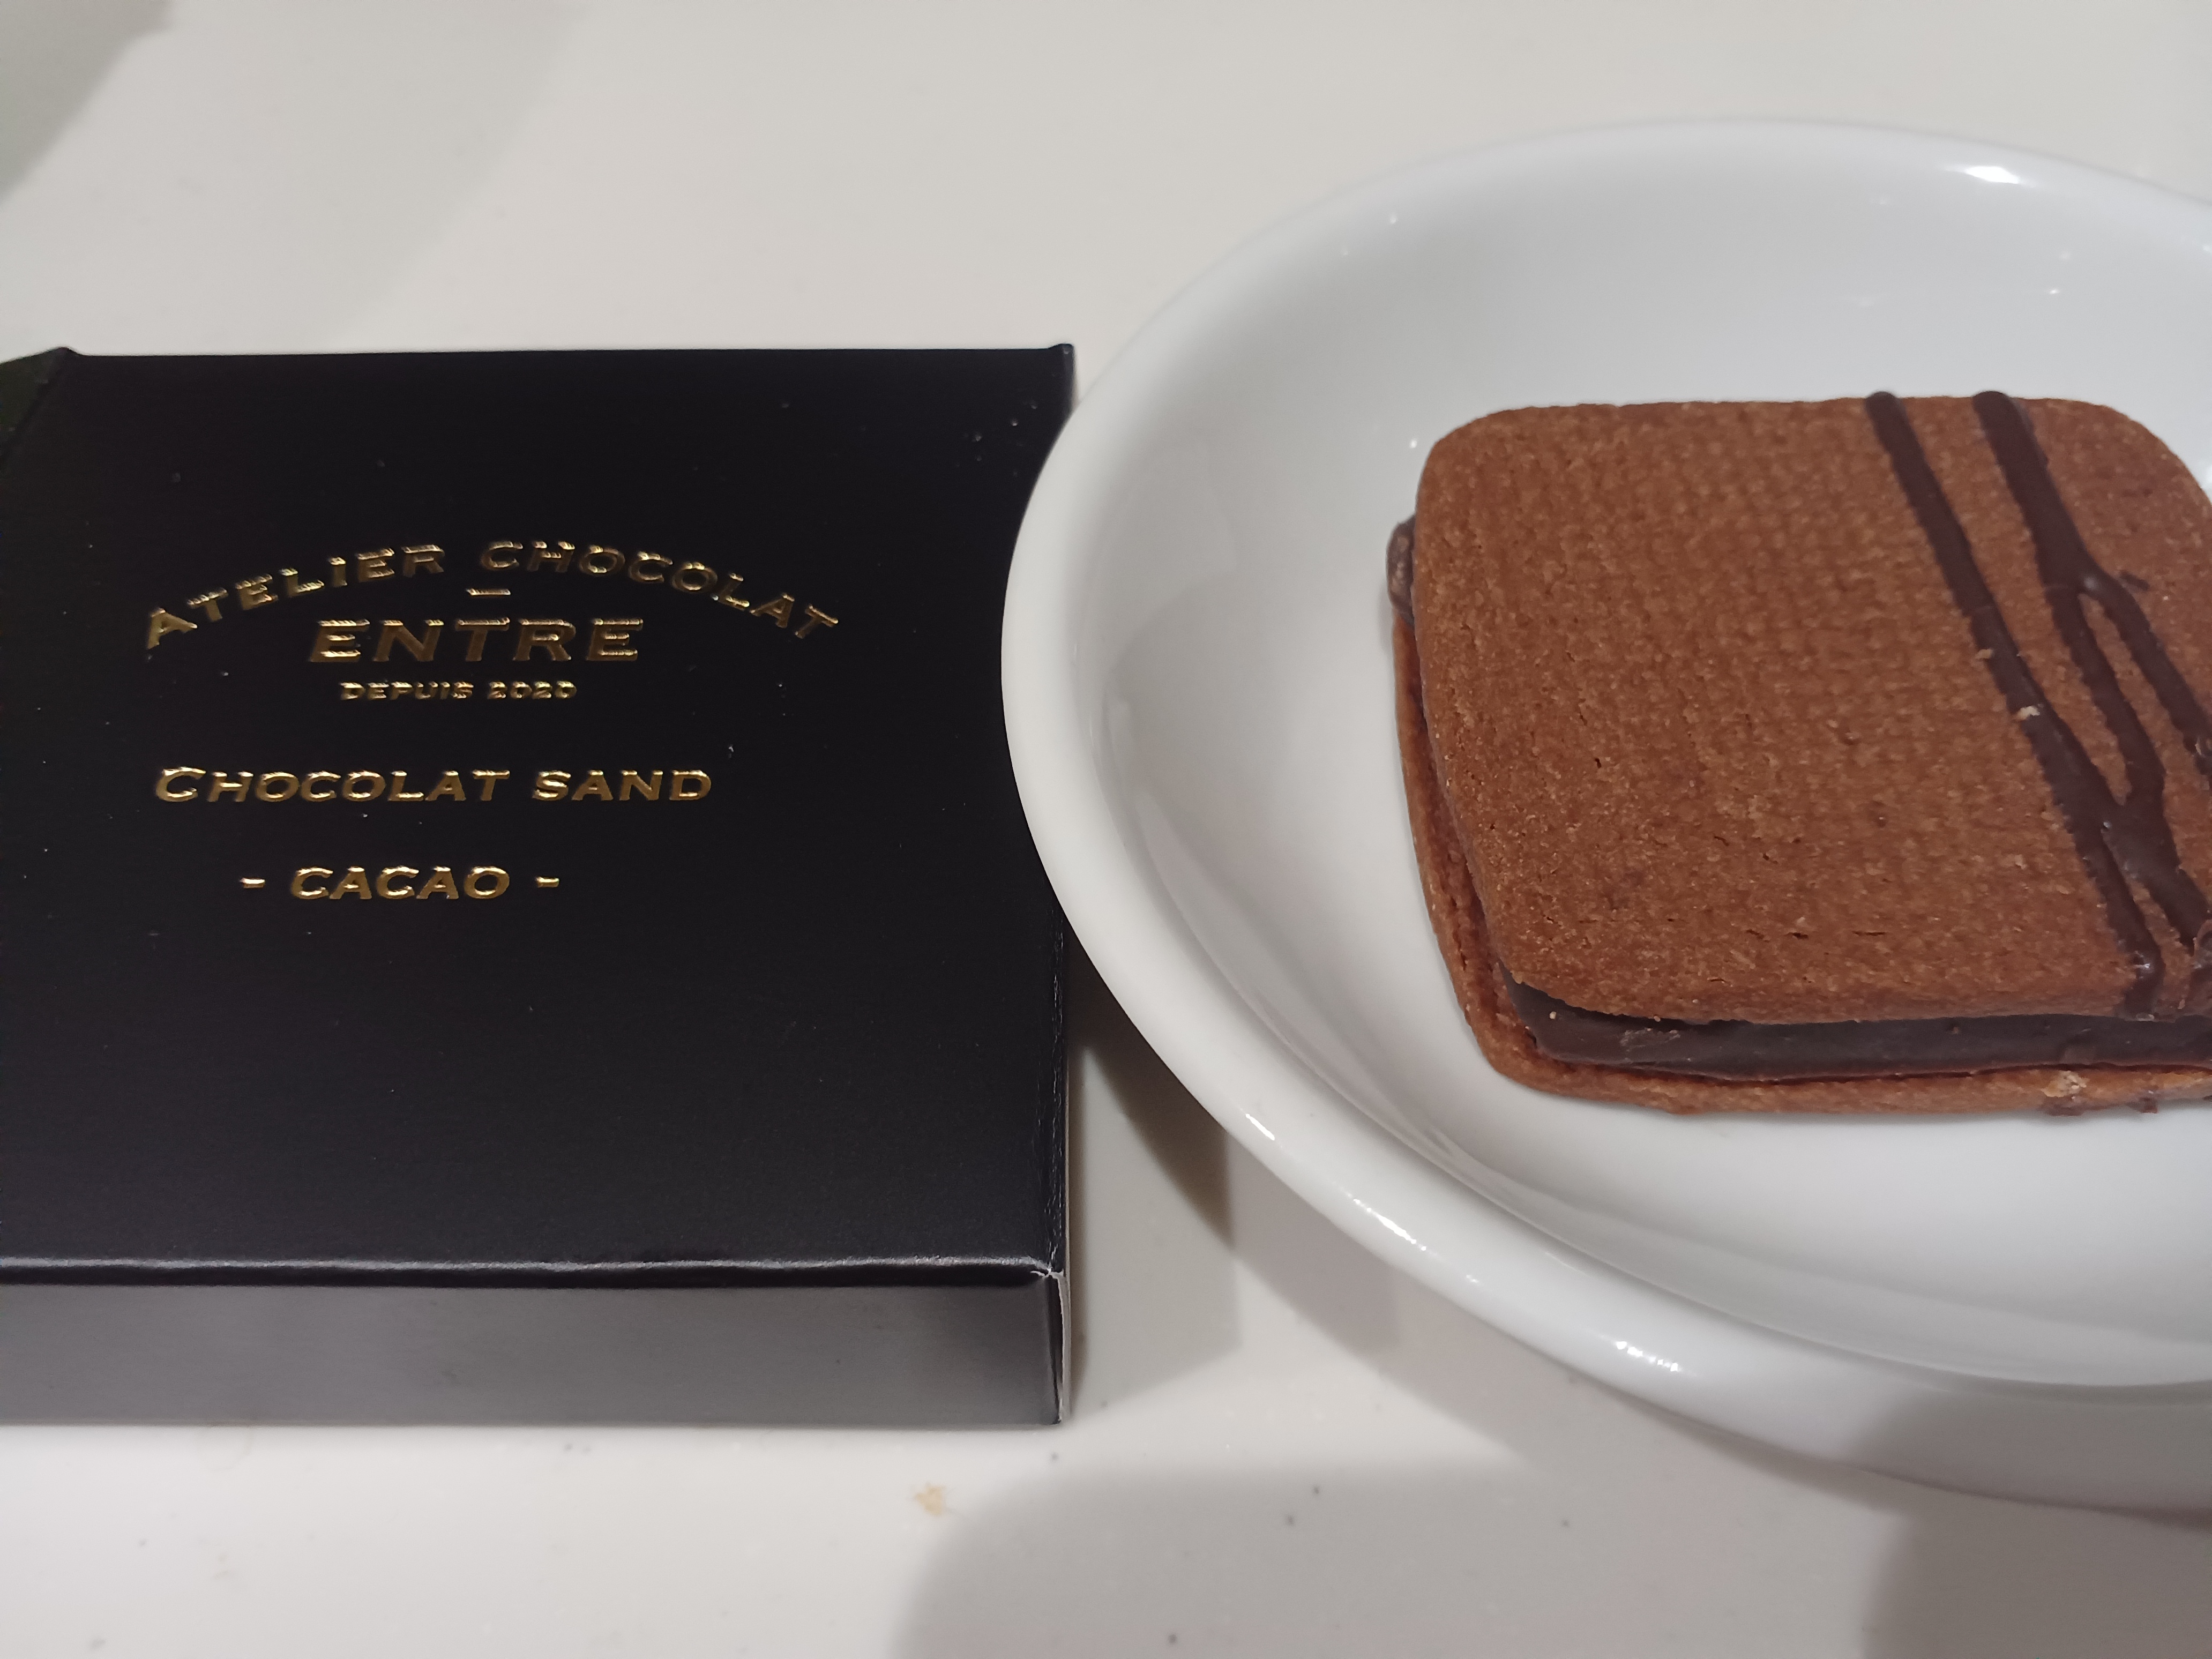 ATELIER CHOCOLAT
ENTRE
DEPUIS 2020
CHOCOLAT SAND
- CACAO -